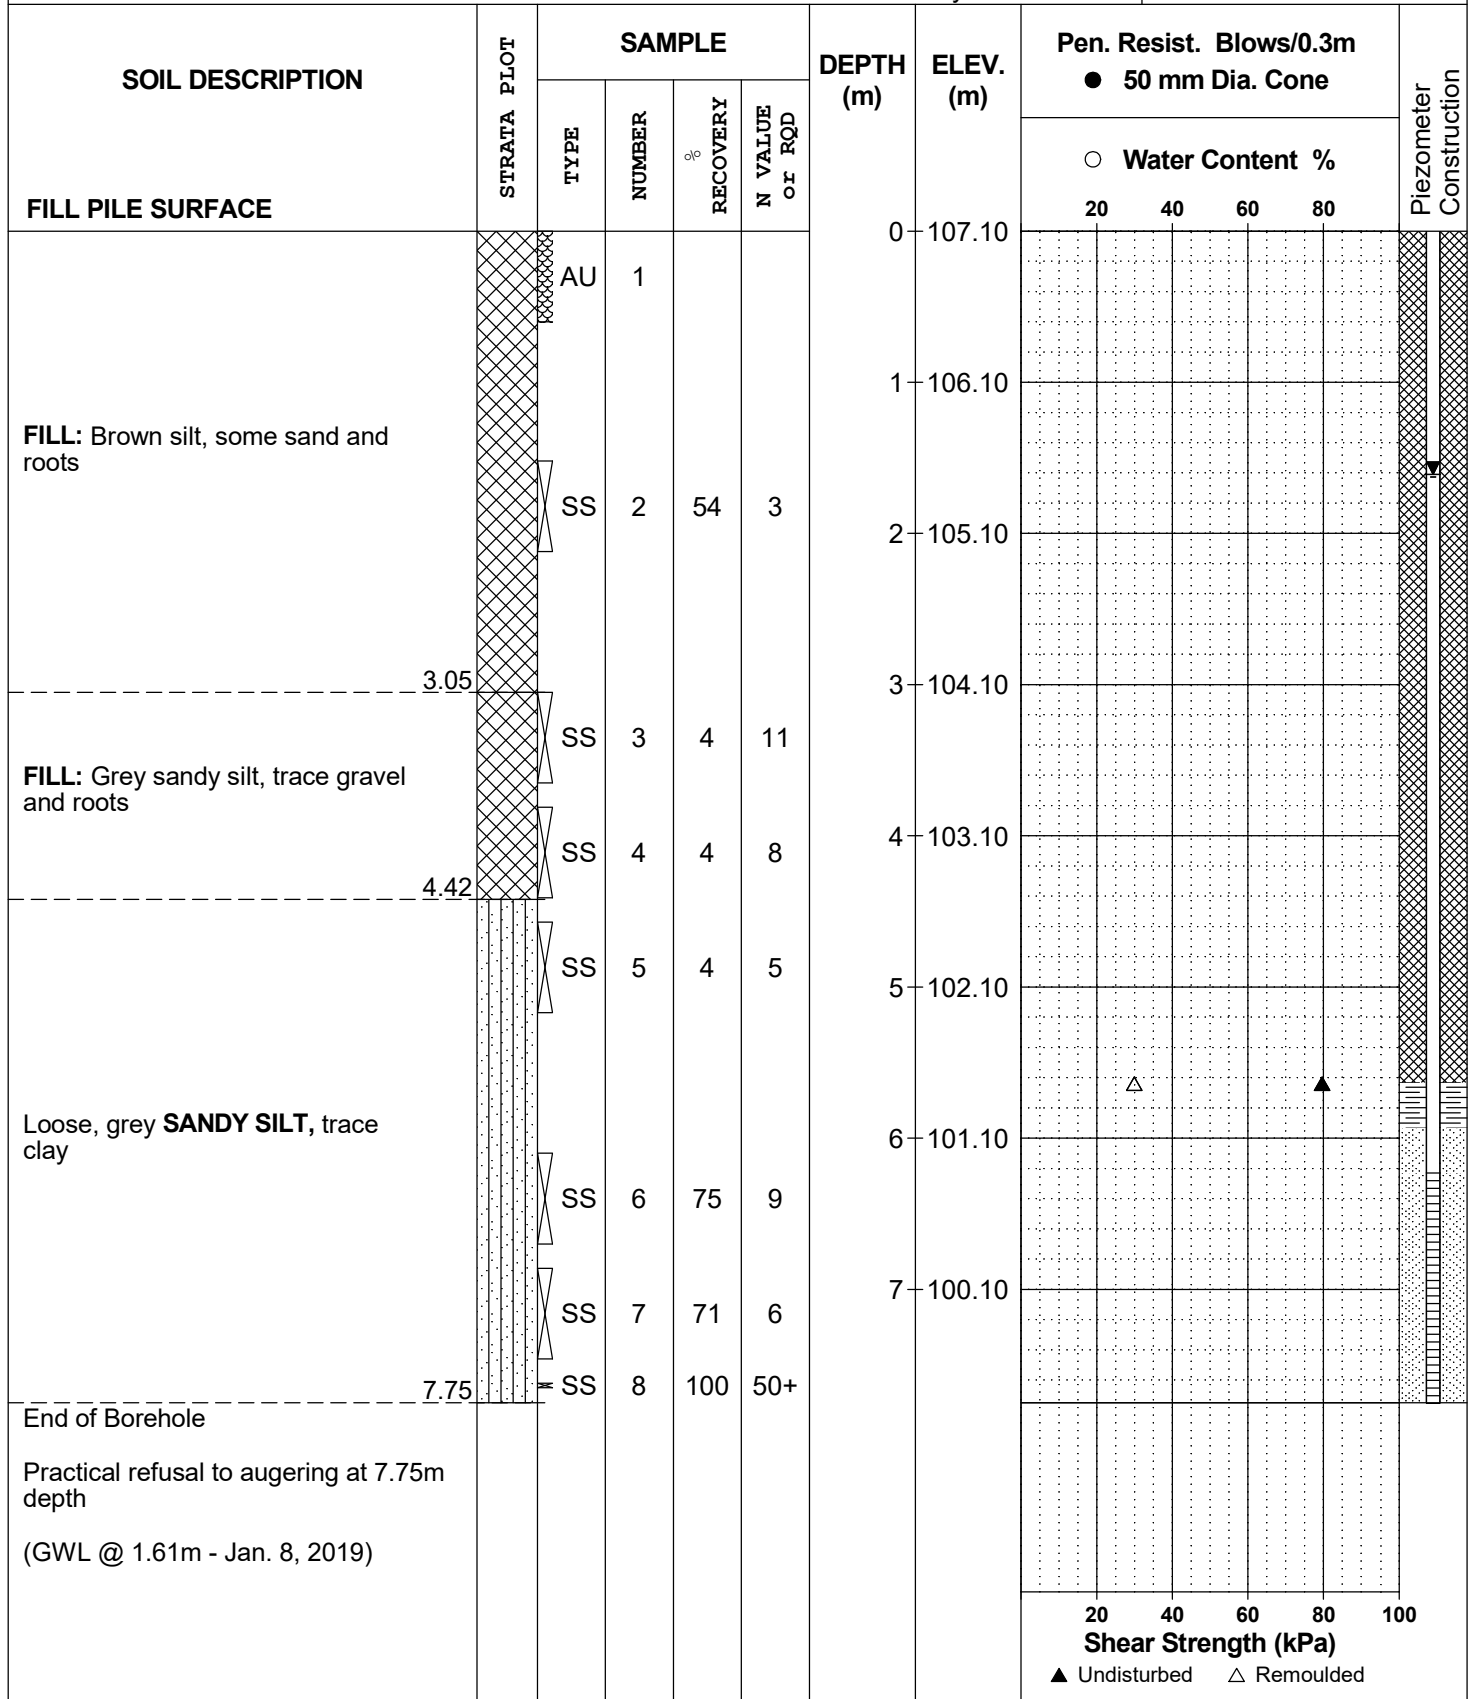 SOIL DESCRIPTION
FILL PILE SURFACE
STRATA PLOT
SAMPLE
TYPE
NUMBER
% RECOVERY
N VALUE or RQD
DEPTH (m)
ELEV. (m)
Pen. Resist. Blows/0.3m
● 50 mm Dia. Cone
○ Water Content %
20 40 60 80
Piezometer Construction
0 107.10
AU 1
1 106.10
FILL: Brown silt, some sand and
roots
SS 2 54 3
2 105.10
3.05
3 104.10
SS 3 4 11
FILL: Grey sandy silt, trace gravel
and roots
4 103.10
SS 4 4 8
4.42
SS 5 4 5
5 102.10
Loose, grey SANDY SILT, trace
clay
6 101.10
SS 6 75 9
7 100.10
SS 7 71 6
7.75
SS 8 100 50+
End of Borehole
Practical refusal to augering at 7.75m
depth
(GWL @ 1.61m - Jan. 8, 2019)
20 40 60 80 100
Shear Strength (kPa)
▲ Undisturbed △ Remoulded